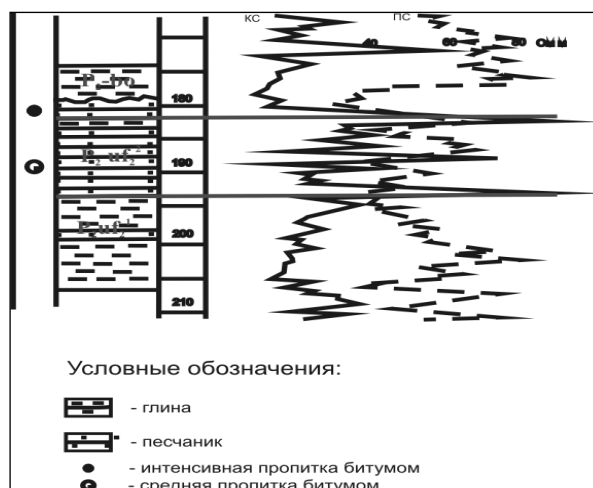 КС ПС
40 60 80 ОММ
180
190
200
210
Условные обозначения:
- глина
- песчаник
- интенсивная пропитка битумом
- средняя пропитка битумом